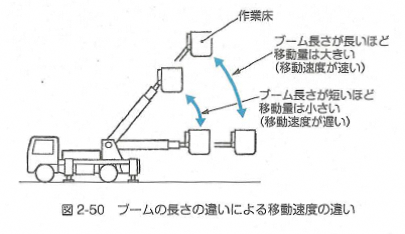 作業床
ブーム長さが長いほど
移動量は大きい
(移動速度が速い)
ブーム長さが短いほど
移動量は小さい
(移動速度が遅い)
図 2-50 ブームの長さの違いによる移動速度の違い